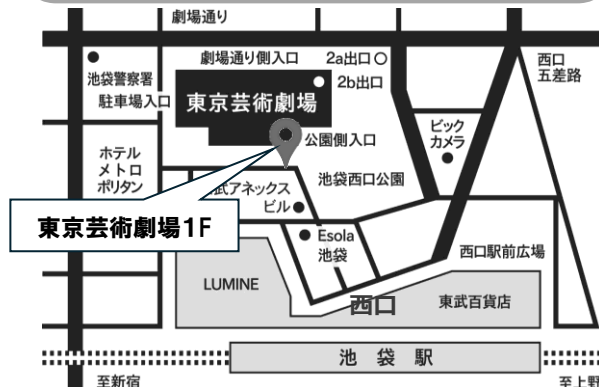 劇場通り
劇場通り側入口
2a出口
2b出口
西口
五差路
池袋警察署
駐車場入口
東京芸術劇場
公園側入口
ビック
カメラ
ホテル
メトロ
ポリタン
池袋西口公園
武アネックス
ビル
東京芸術劇場1F
Esola
池袋
西口駅前広場
LUMINE
西口
東武百貨店
池袋駅
至新宿
至上野